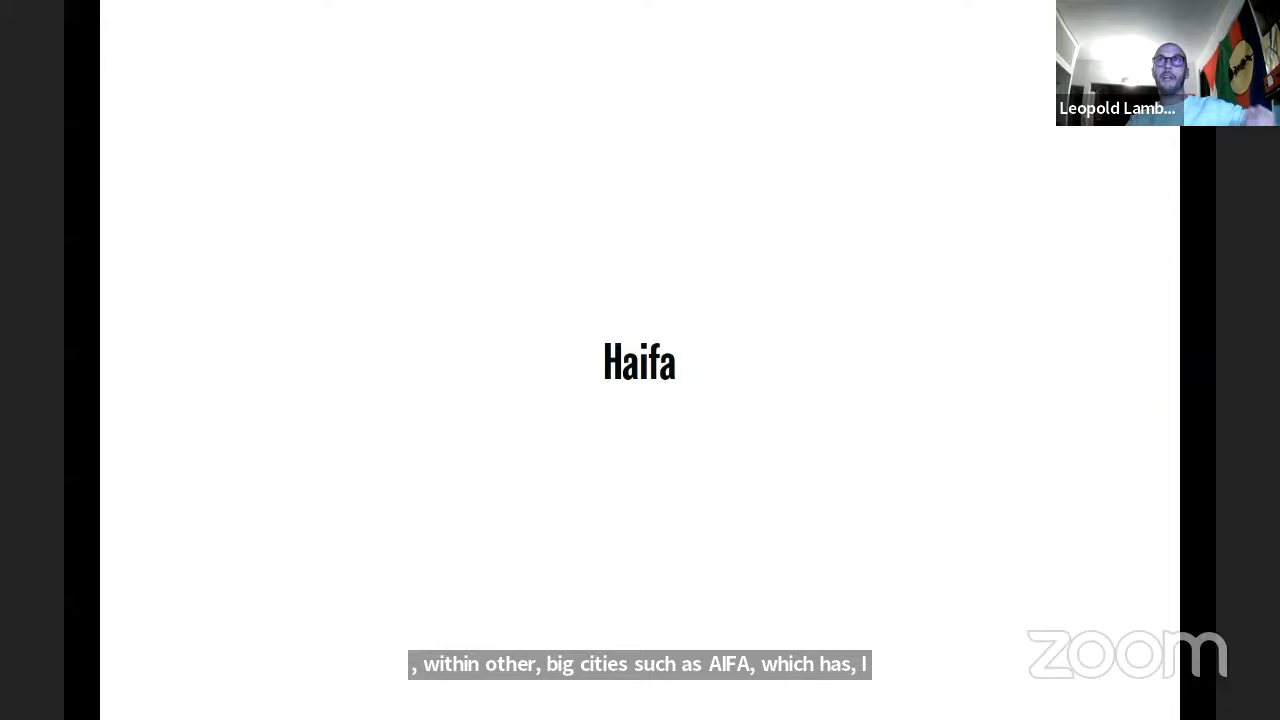 Leopold Lamb...
Haifa
, within other, big cities such as AIFA, which has, I
zoom